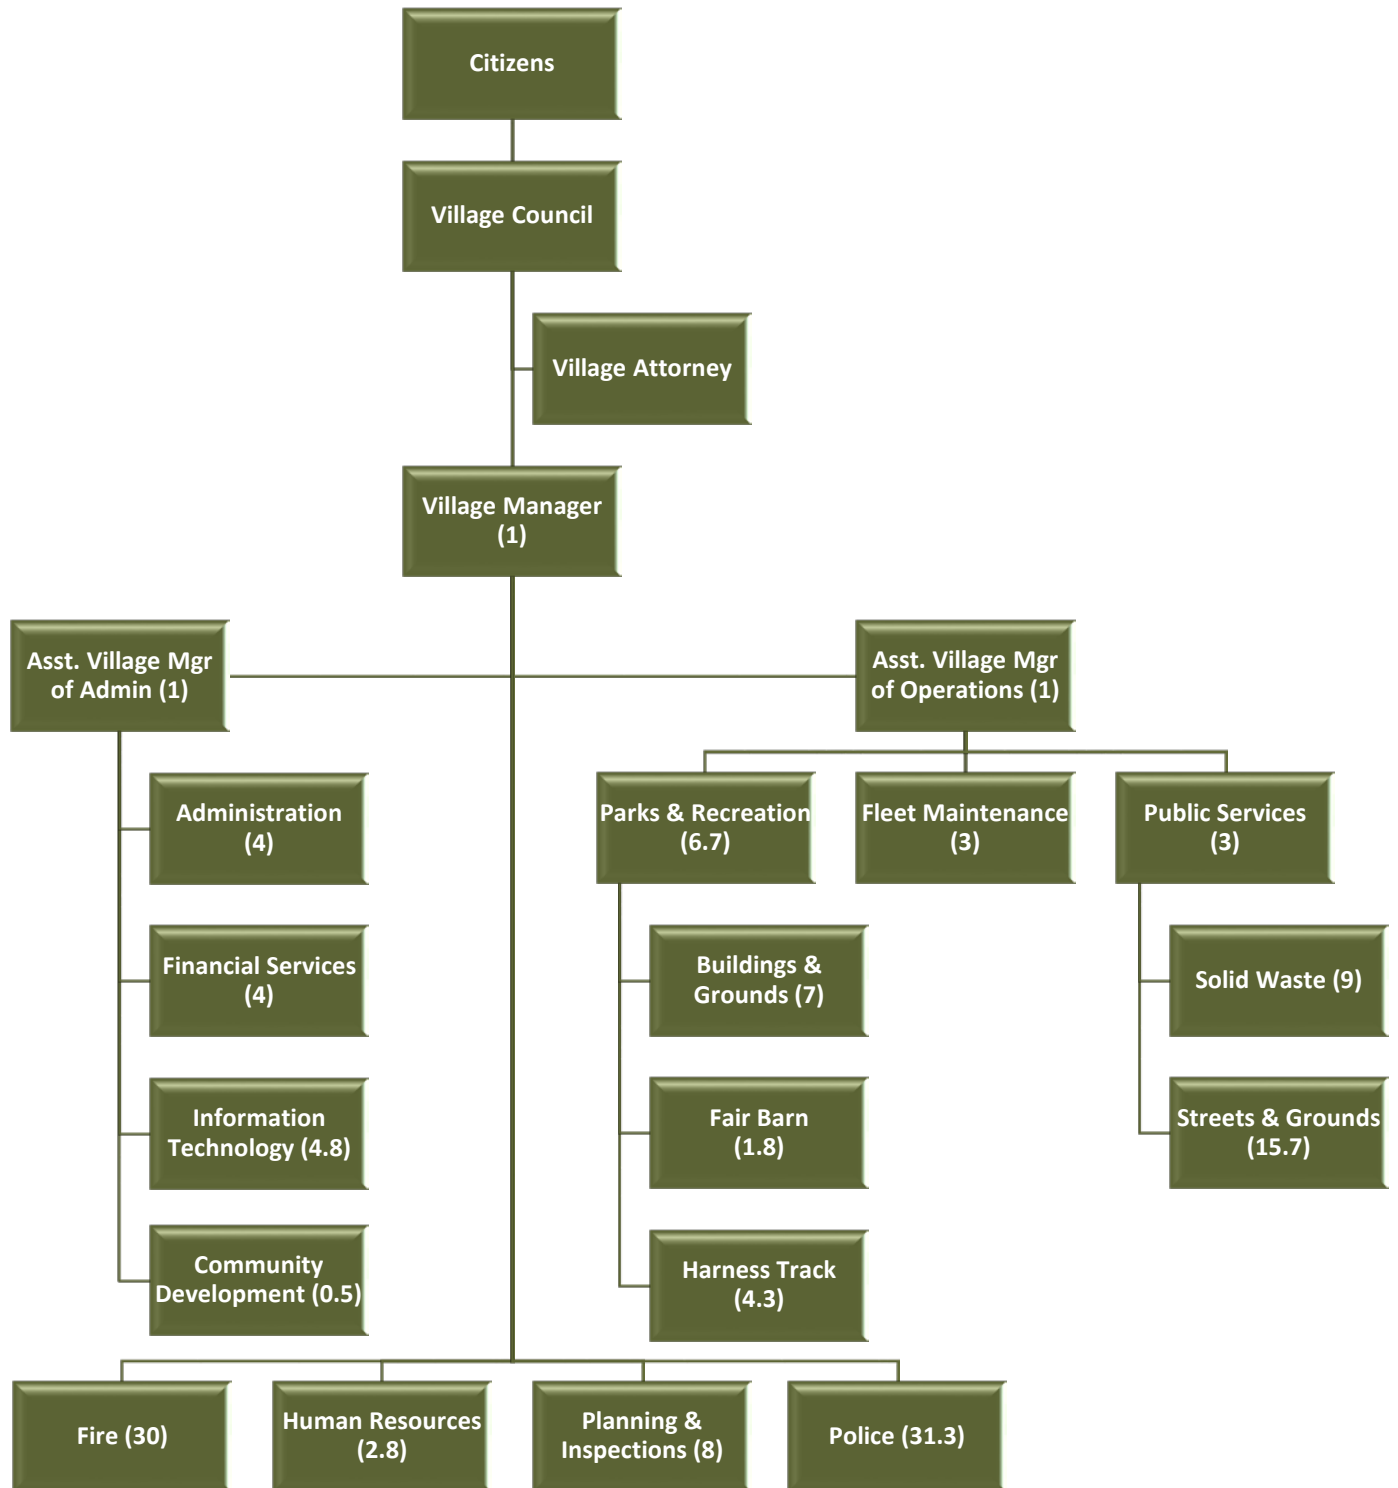 Citizens
Village Council
Village Attorney
Village Manager
(1)
Asst. Village Mgr
of Admin (1)
Asst. Village Mgr
of Operations (1)
Administration
(4)
Financial Services
(4)
Information
Technology (4.8)
Community
Development (0.5)
Parks & Recreation
(6.7)
Fleet Maintenance
(3)
Public Services
(3)
Buildings &
Grounds (7)
Fair Barn
(1.8)
Harness Track
(4.3)
Solid Waste (9)
Streets & Grounds
(15.7)
Fire (30)
Human Resources
(2.8)
Planning &
Inspections (8)
Police (31.3)